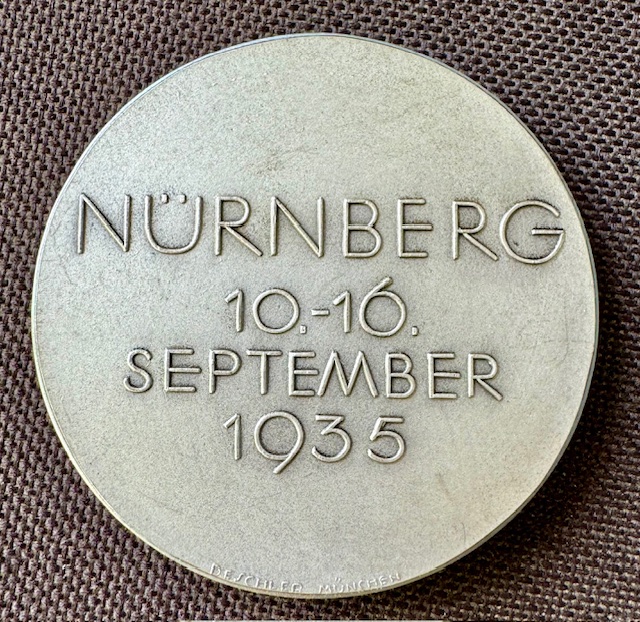 NÜRNBERG
10.-16.
SEPTEMBER
1935
DESCHLER MÜNCHEN